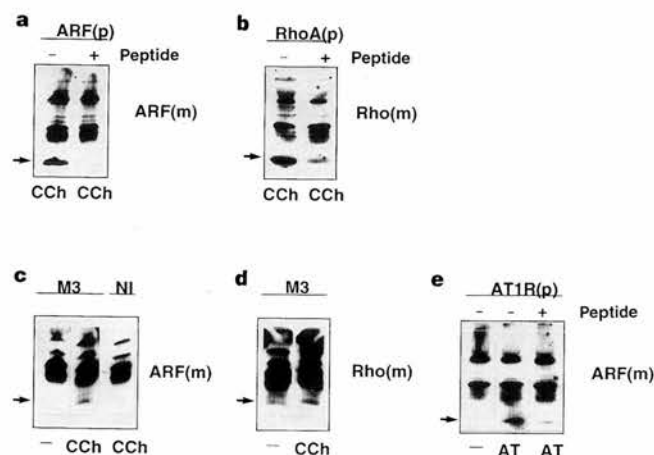 a
ARF(p)
– + Peptide
ARF(m)
CCh CCh
b
RhoA(p)
– + Peptide
Rho(m)
CCh CCh
c
M3 NI
ARF(m)
– CCh CCh
d
M3
Rho(m)
– CCh
e
AT1R(p)
– – + Peptide
ARF(m)
– AT AT